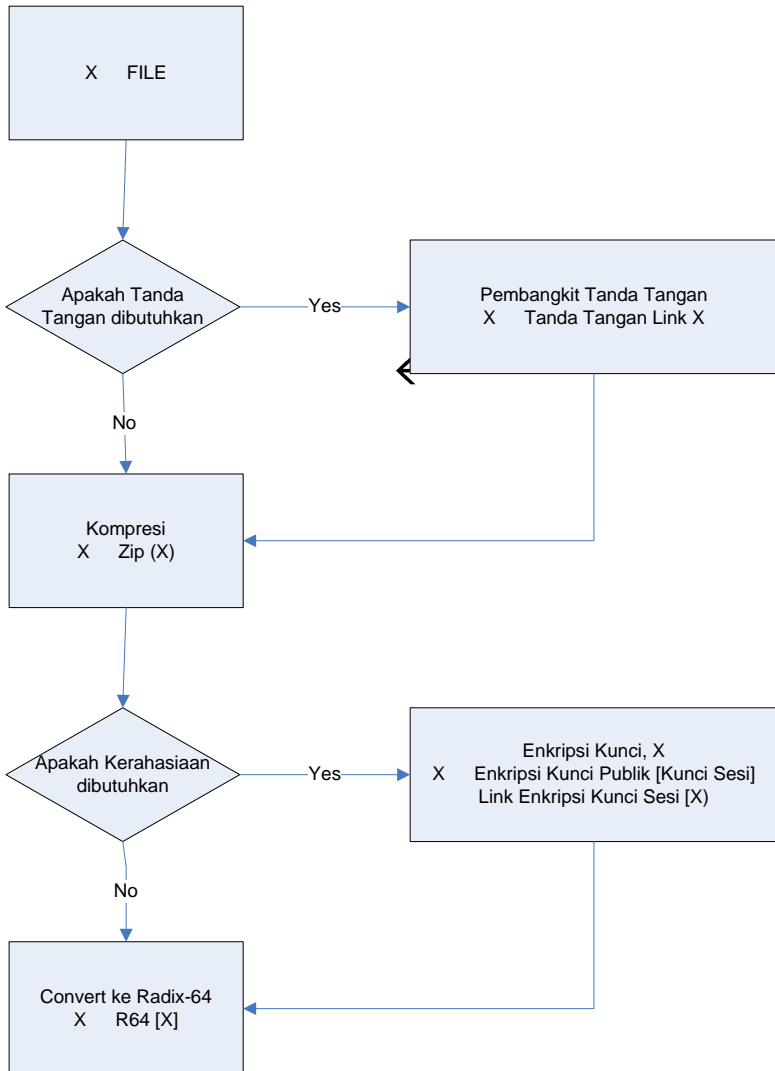 X FILE
Apakah Tanda
Tangan dibutuhkan
Yes
Pembangkit Tanda Tangan
X Tanda Tangan Link X
No
Kompresi
X Zip (X)
Apakah Kerahasiaan
dibutuhkan
Yes
Enkripsi Kunci, X
X Enkripsi Kunci Publik [Kunci Sesi]
Link Enkripsi Kunci Sesi [X)
No
Convert ke Radix-64
X R64 [X]